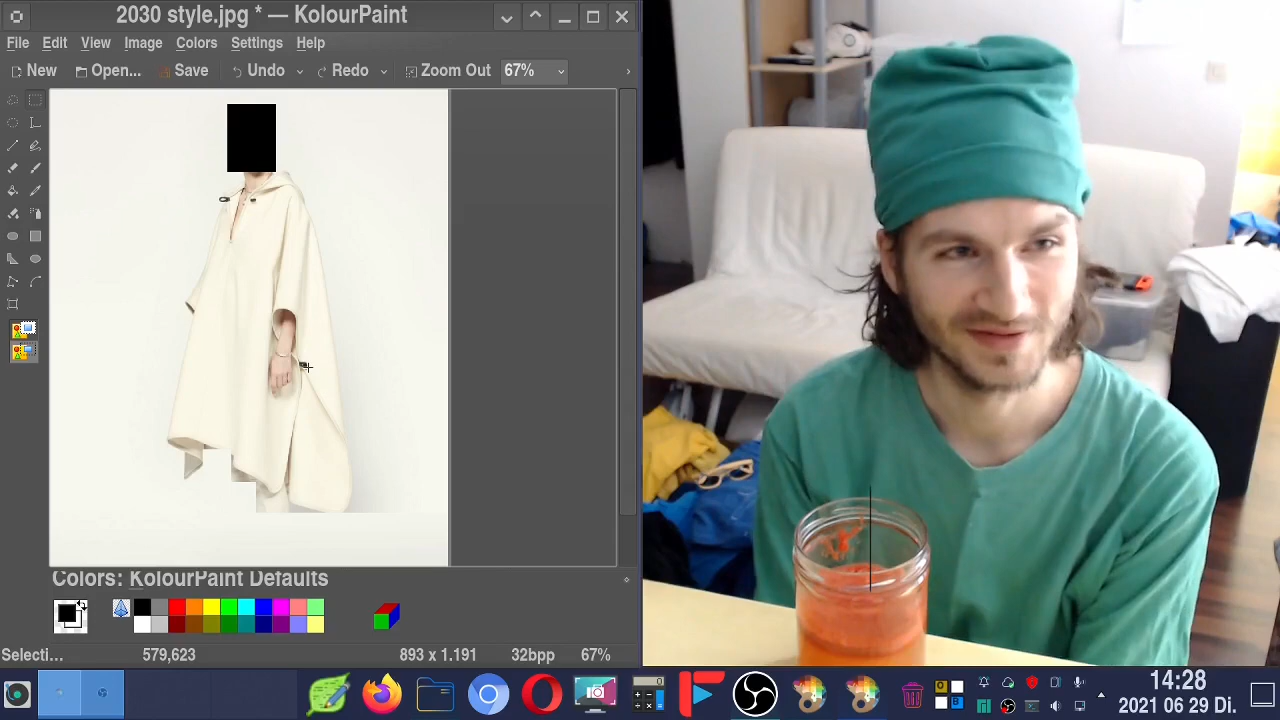 2030 style.jpg * — KolourPaint
File Edit View Image Colors Settings Help
New Open... Save Undo Redo Zoom Out 67%
Colors: KolourPaint Defaults
Selecti... 579,623 893 x 1.191 32bpp 67%
14:28
2021 06 29 Di.